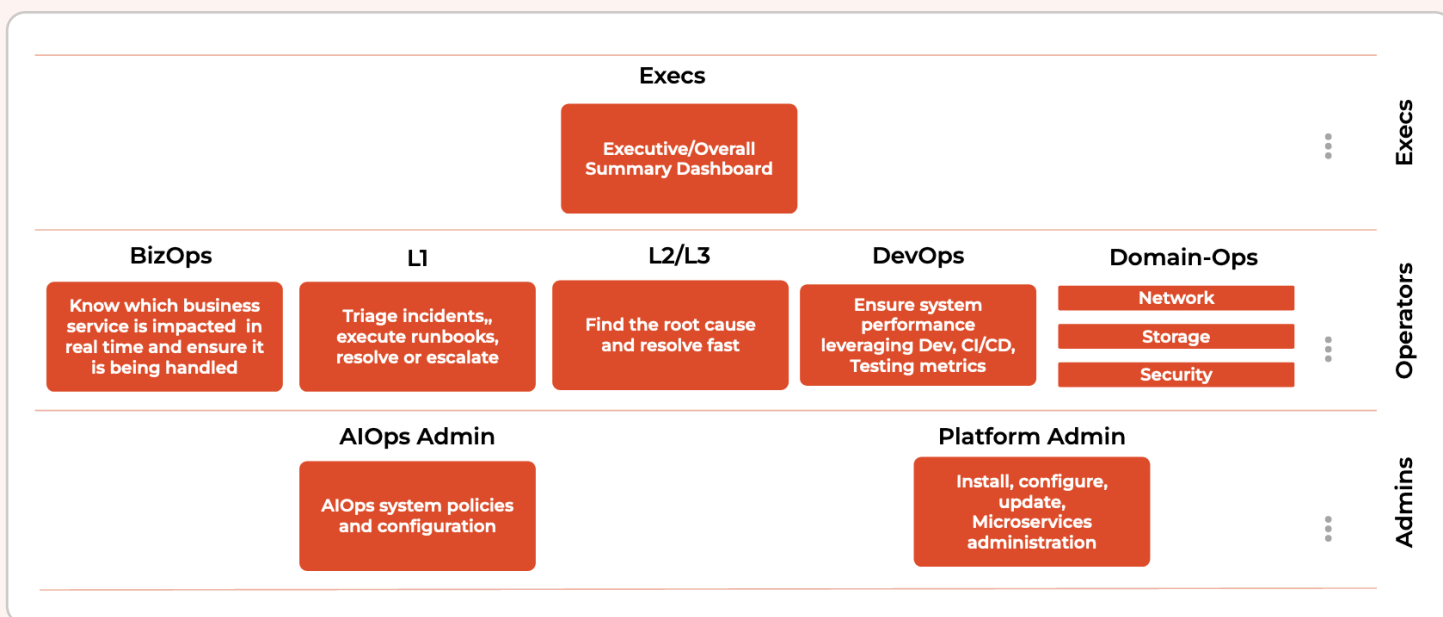 Execs
Executive/Overall
Summary Dashboard
Execs
BizOps
Know which business
service is impacted in
real time and ensure it
is being handled
L1
Triage incidents,,
execute runbooks,
resolve or escalate
L2/L3
Find the root cause
and resolve fast
DevOps
Ensure system
performance
leveraging Dev, CI/CD,
Testing metrics
Domain-Ops
Network
Storage
Security
Operators
AIOps Admin
AIOps system policies
and configuration
Platform Admin
Install, configure,
update,
Microservices
administration
Admins